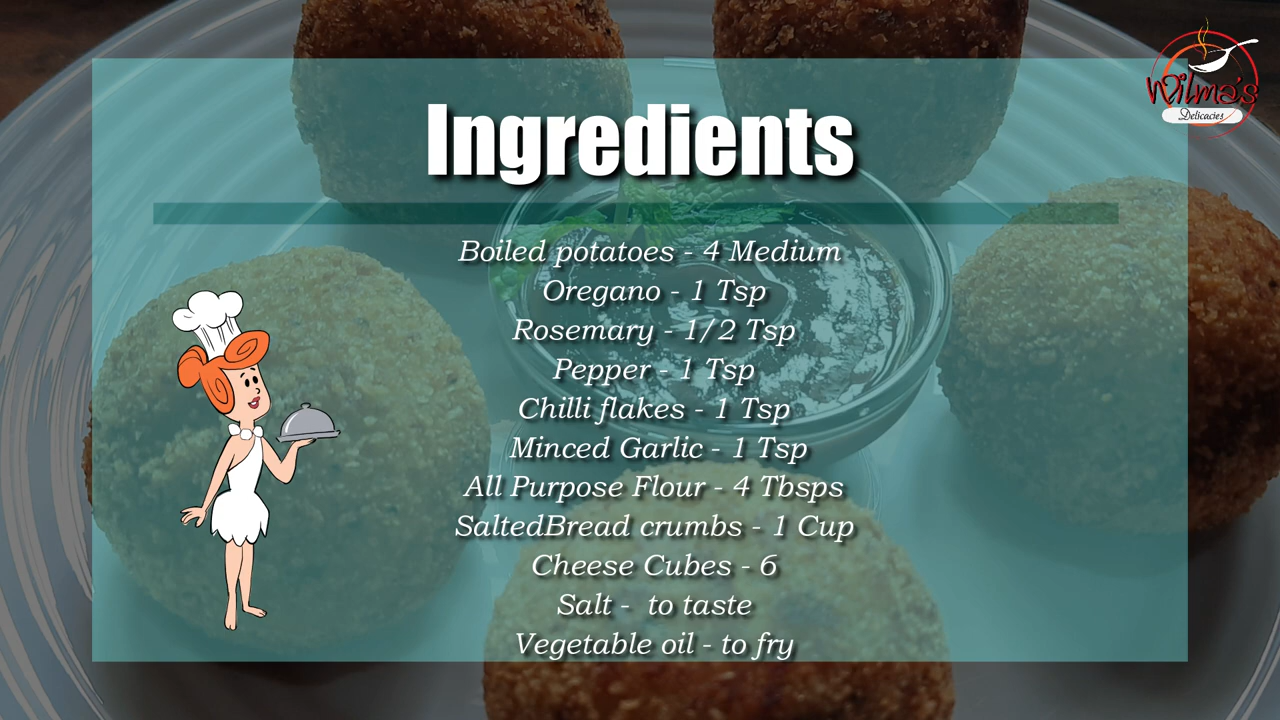 Wilma's
Delicacies
Ingredients
Boiled potatoes - 4 Medium
Oregano - 1 Tsp
Rosemary - 1/2 Tsp
Pepper - 1 Tsp
Chilli flakes - 1 Tsp
Minced Garlic - 1 Tsp
All Purpose Flour - 4 Tbsps
SaltedBread crumbs - 1 Cup
Cheese Cubes - 6
Salt -  to taste
Vegetable oil - to fry